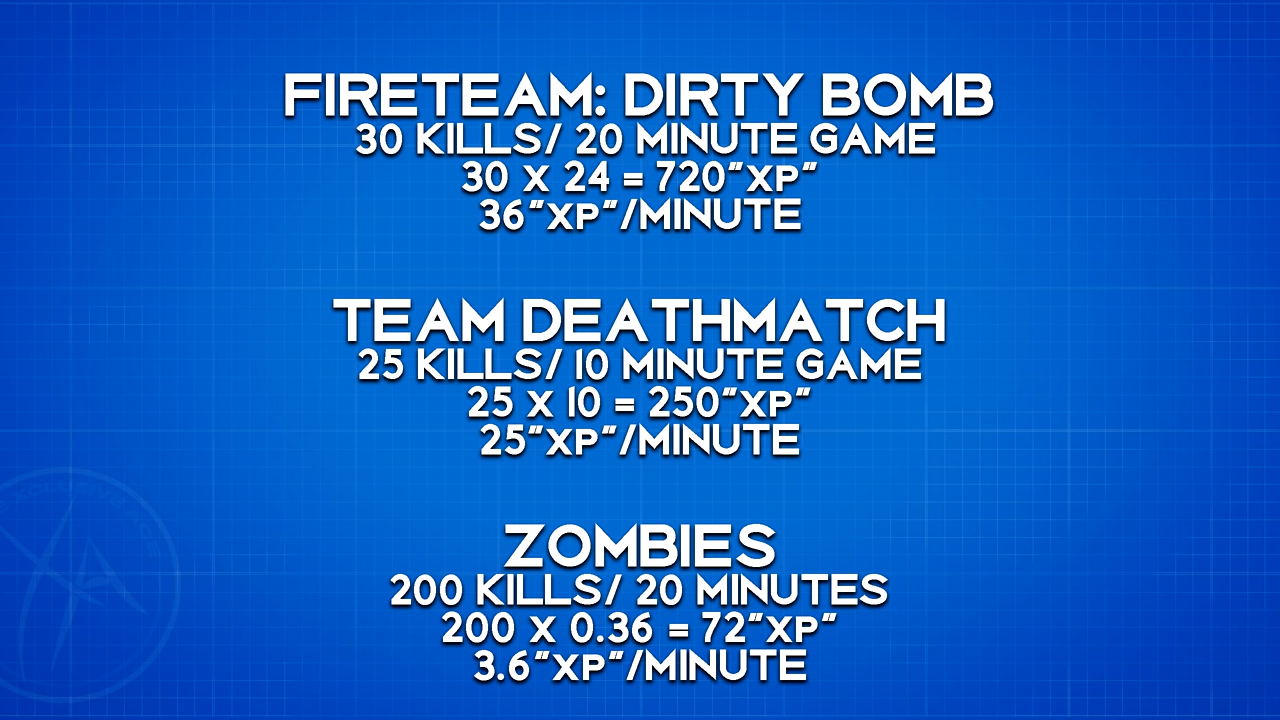 FIRETEAM: DIRTY BOMB
30 KILLS/ 20 MINUTE GAME
30 X 24 = 720"XP"
36"XP"/MINUTE
TEAM DEATHMATCH
25 KILLS/ 10 MINUTE GAME
25 X 10 = 250"XP"
25"XP"/MINUTE
ZOMBIES
200 KILLS/ 20 MINUTES
200 X 0.36 = 72"XP"
3.6"XP"/MINUTE
XCLUSIVE ACE